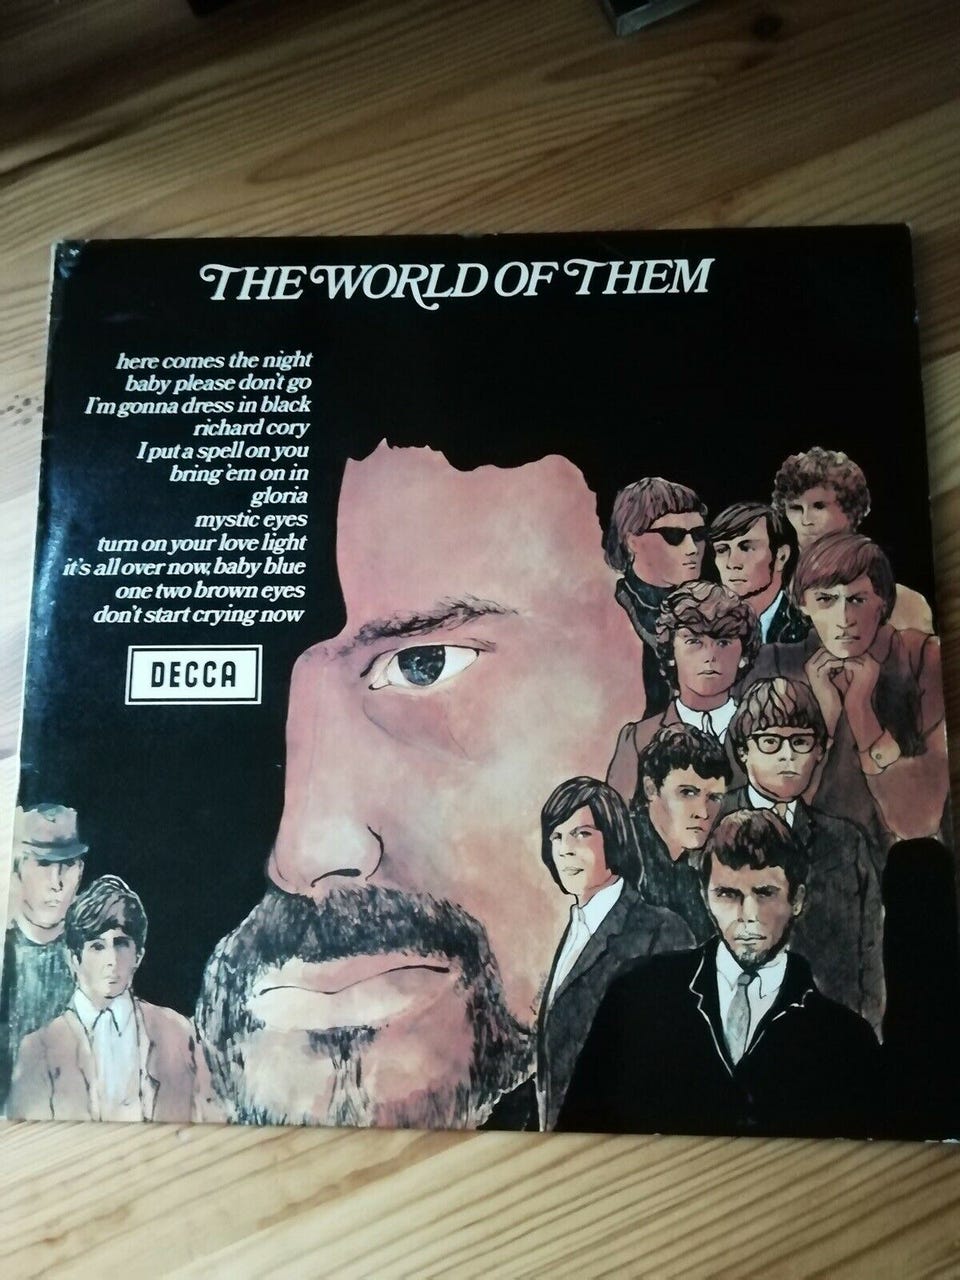 THE WORLD OF THEM
here comes the night
baby please don't go
I'm gonna dress in black
richard cory
I put a spell on you
bring 'em on in
gloria
mystic eyes
turn on your love light
it's all over now, baby blue
one two brown eyes
don't start crying now
DECCA